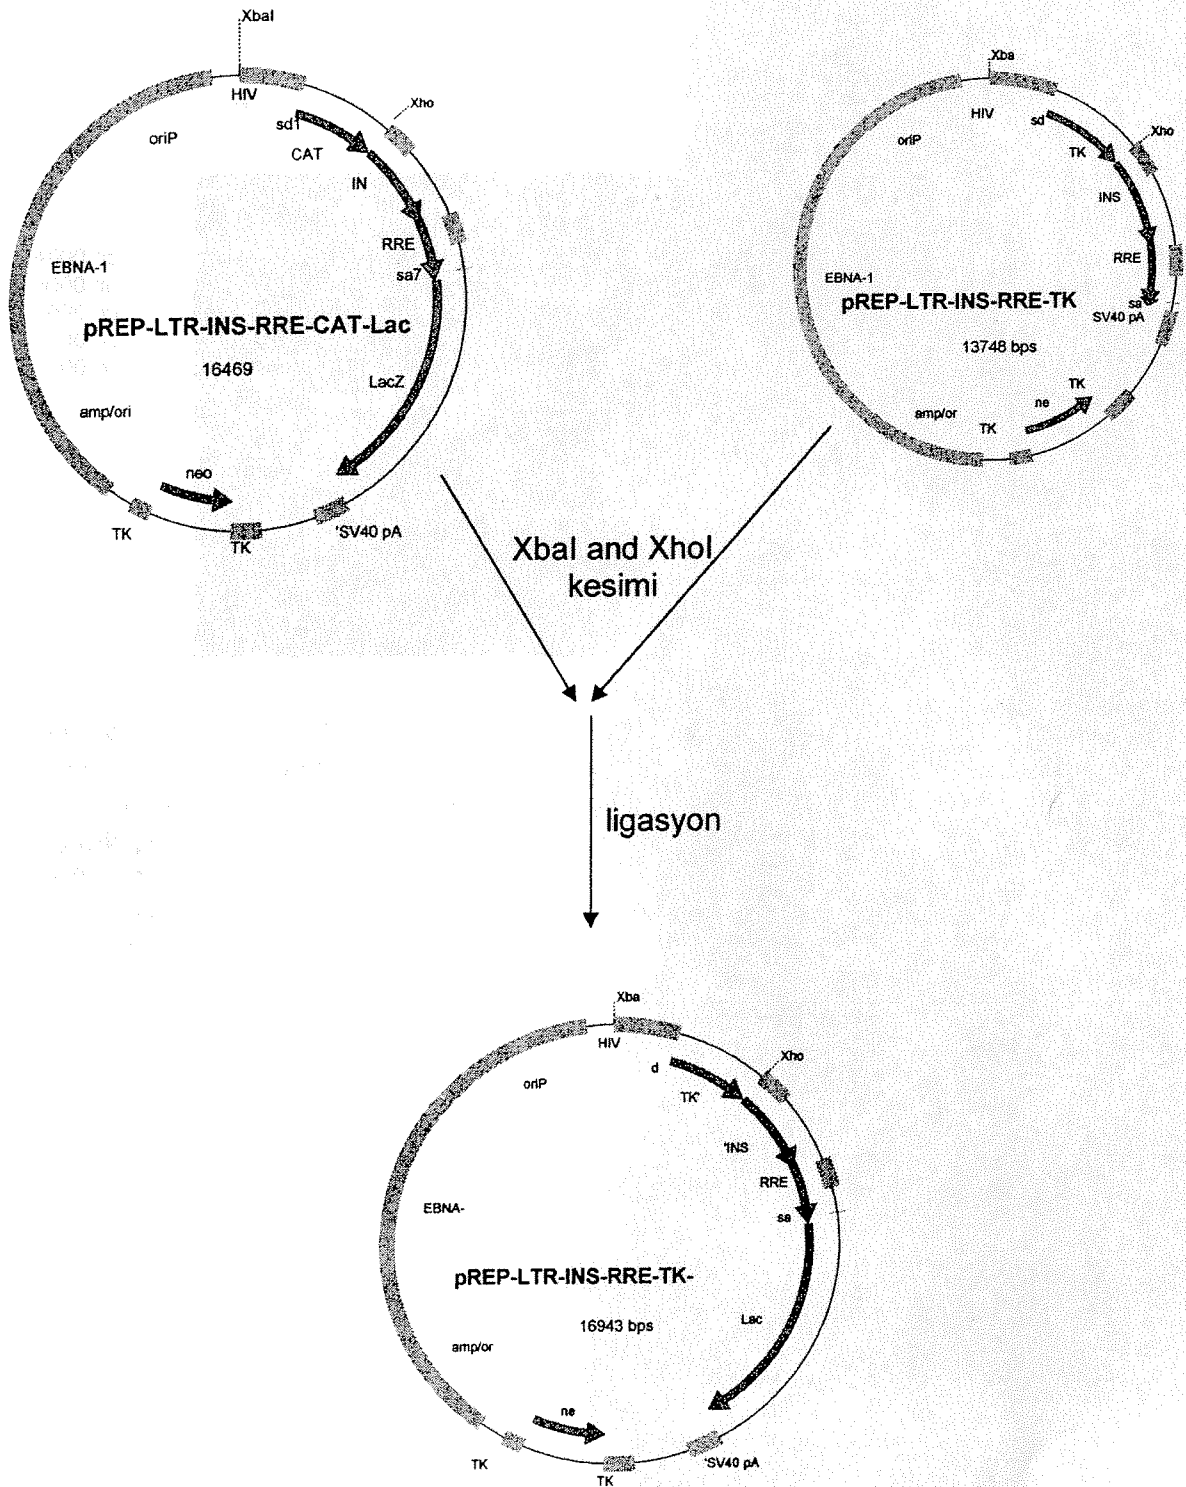 XbaI
HIV
Xho
sd1
oriP
CAT
IN
RRE
sa7
EBNA-1
pREP-LTR-INS-RRE-CAT-Lac
16469
LacZ
amp/ori
neo
TK
TK
'SV40 pA
Xba
HIV
Xho
sd
oriP
TK
INS
RRE
EBNA-1
pREP-LTR-INS-RRE-TK
sa
SV40 pA
13748 bps
TK
ne
amp/or
TK
XbaI and XhoI
kesimi
ligasyon
Xba
HIV
Xho
d
oriP
TK'
'INS
RRE
sa
EBNA-
pREP-LTR-INS-RRE-TK-
16943 bps
Lac
amp/or
ne
TK
TK
'SV40 pA